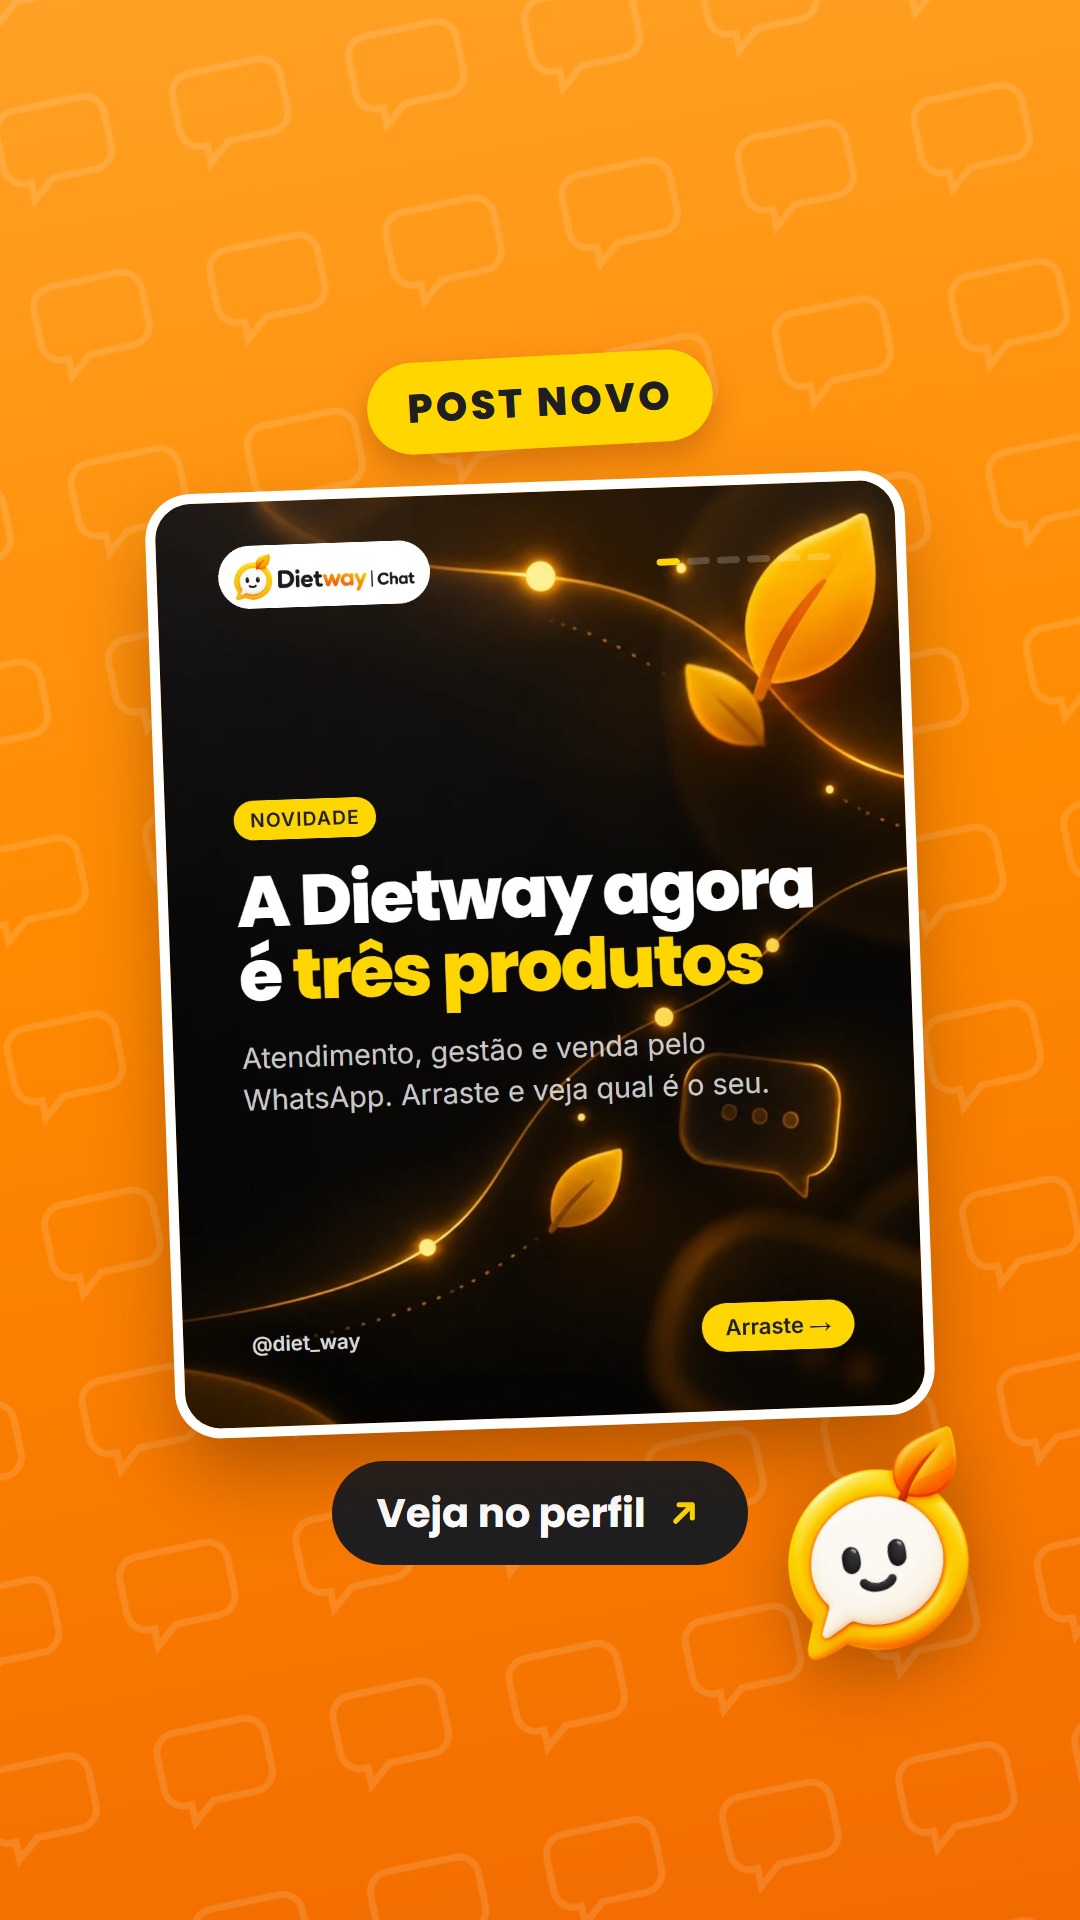 POST NOVO
Dietway | Chat
NOVIDADE
A Dietway agora
é três produtos
Atendimento, gestão e venda pelo
WhatsApp. Arraste e veja qual é o seu.
@diet_way
Arraste →
Veja no perfil ↗